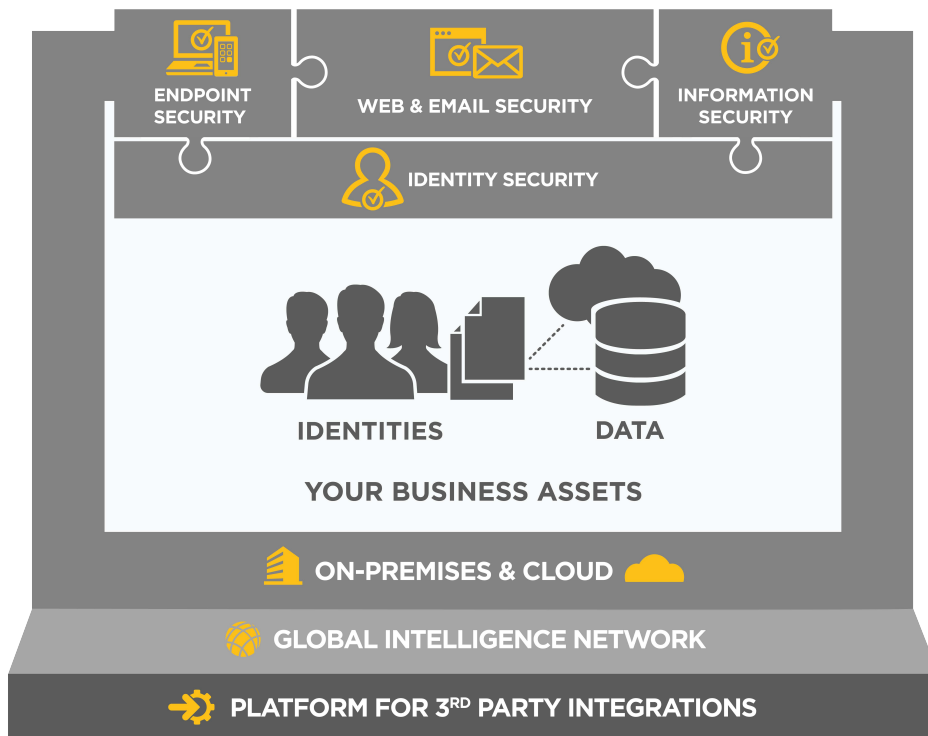 ENDPOINT
SECURITY
WEB & EMAIL SECURITY
INFORMATION
SECURITY
IDENTITY SECURITY
IDENTITIES
DATA
YOUR BUSINESS ASSETS
ON-PREMISES & CLOUD
GLOBAL INTELLIGENCE NETWORK
PLATFORM FOR 3RD PARTY INTEGRATIONS